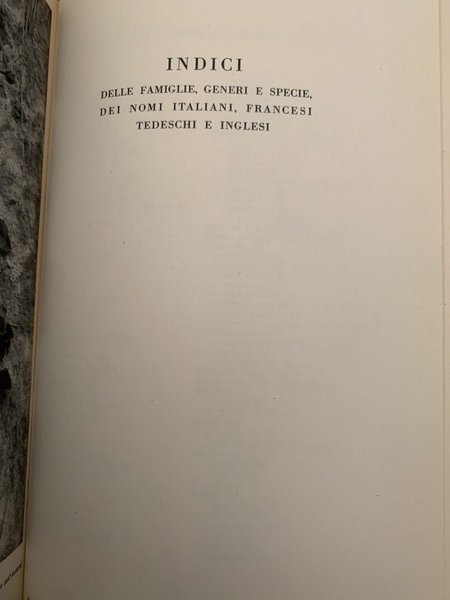 INDICI
DELLE FAMIGLIE, GENERI E SPECIE,
DEI NOMI ITALIANI, FRANCESI
TEDESCHI E INGLESI